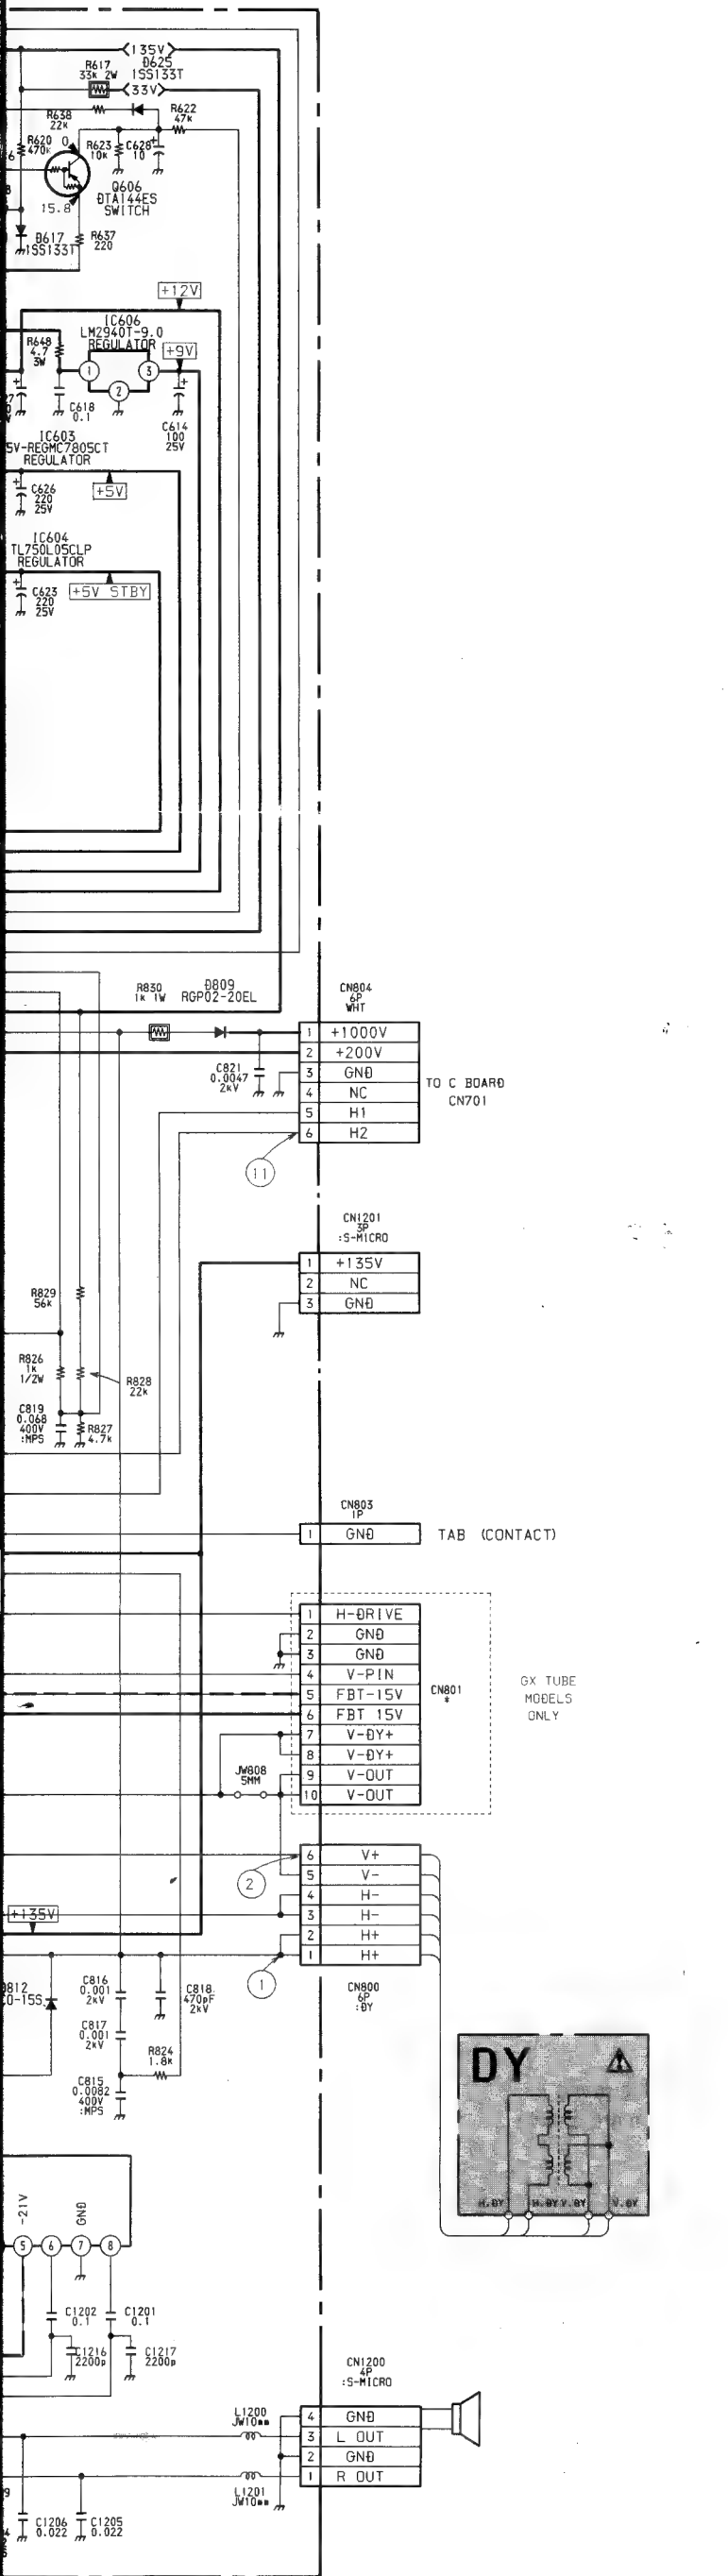 135V
R617
33k 2W
D625
1SS133T
33V
R638
22k
R622
47k
R620
470k
0
R623
10k
C628
10
+
Q606
DTA144ES
SWITCH
15.8
D617
1SS133T
R637
220
+12V
IC606
LM2940T-9.0
REGULATOR
R648
4.7
3W
+9V
1
2
3
+
+
C618
0.1
C614
100
25V
IC603
5V-REGMC7805CT
REGULATOR
+
C626
220
25V
+5V
IC604
TL750L05CLP
REGULATOR
+
C623
220
25V
+5V STBY
R830
1k 1W
D809
RGP02-20EL
CN804
6P
WHT
1 +1000V
2 +200V
3 GND
4 NC
5 H1
6 H2
C821
0.0047
2kV
TO C BOARD
CN701
11
CN1201
3P
:S-MICRO
1 +135V
2 NC
3 GND
R829
56k
R826
1k
1/2W
R828
22k
C819
0.068
400V
:MPS
R827
4.7k
CN803
1P
1 GND
TAB (CONTACT)
1 H-DRIVE
2 GND
3 GND
4 V-PIN
5 FBT-15V
6 FBT 15V
7 V-DY+
8 V-DY+
9 V-OUT
10 V-OUT
CN801
*
GX TUBE
MODELS
ONLY
JW808
5MM
6 V+
5 V-
4 H-
3 H-
2 H+
1 H+
2
+135V
1
CN800
6P
:DY
D812
C816
0.001
2kV
C818
470pF
2kV
C817
0.001
2kV
R824
1.8k
C815
0.0082
400V
:MPS
DY
H.DY H.DY V.DY V.DY
-21V
GND
5 6 7 8
C1202
0.1
C1201
0.1
C1216
2200p
C1217
2200p
CN1200
4P
:S-MICRO
4 GND
3 L OUT
2 GND
1 R OUT
L1200
JW10mm
L1201
JW10mm
C1206
0.022
C1205
0.022